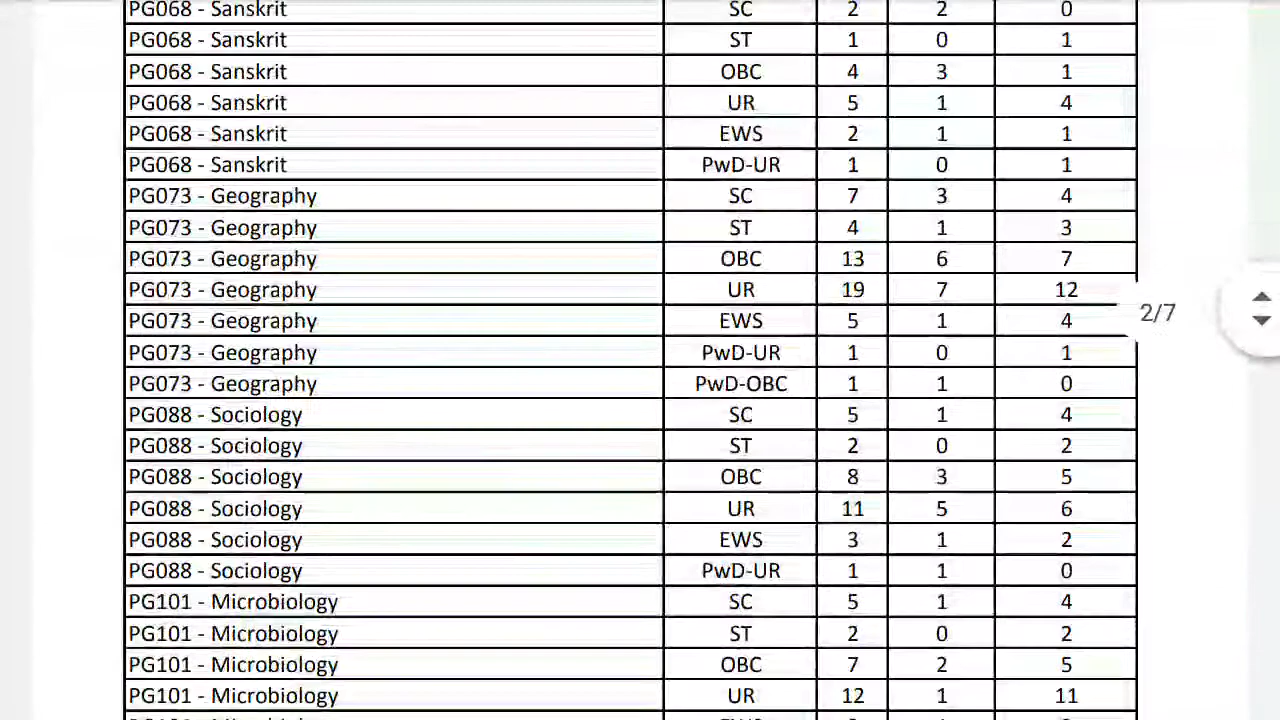 PG068 - Sanskrit SC 2 2 0
PG068 - Sanskrit ST 1 0 1
PG068 - Sanskrit OBC 4 3 1
PG068 - Sanskrit UR 5 1 4
PG068 - Sanskrit EWS 2 1 1
PG068 - Sanskrit PwD-UR 1 0 1
PG073 - Geography SC 7 3 4
PG073 - Geography ST 4 1 3
PG073 - Geography OBC 13 6 7
PG073 - Geography UR 19 7 12
2/7
PG073 - Geography EWS 5 1 4
PG073 - Geography PwD-UR 1 0 1
PG073 - Geography PwD-OBC 1 1 0
PG088 - Sociology SC 5 1 4
PG088 - Sociology ST 2 0 2
PG088 - Sociology OBC 8 3 5
PG088 - Sociology UR 11 5 6
PG088 - Sociology EWS 3 1 2
PG088 - Sociology PwD-UR 1 1 0
PG101 - Microbiology SC 5 1 4
PG101 - Microbiology ST 2 0 2
PG101 - Microbiology OBC 7 2 5
PG101 - Microbiology UR 12 1 11